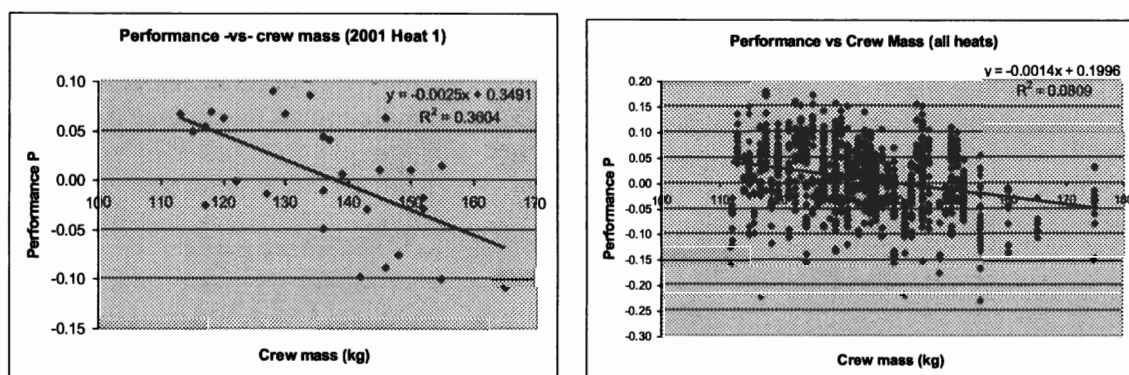 Performance -vs- crew mass (2001 Heat 1)
y = -0.0025x + 0.3491
R² = 0.3604
0.10
0.05
0.00
-0.05
-0.10
-0.15
100 110 120 130 140 150 160 170
Performance P
Crew mass (kg)
Performance vs Crew Mass (all heats)
y = -0.0014x + 0.1996
R² = 0.0809
0.20
0.15
0.10
0.05
0.00
-0.05
-0.10
-0.15
-0.20
-0.25
-0.30
100 110 180
Performance P
Crew mass (kg)